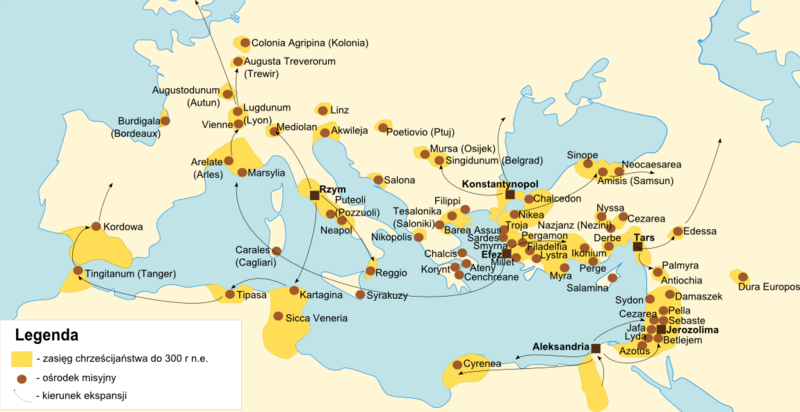 Colonia Agripina (Kolonia)
Augusta Treverorum
(Trewir)
Augustodunum
(Autun)
Lugdunum
(Lyon)
Vienne
Burdigala
(Bordeaux)
Mediolan
Linz
Akwileja
Poetiovio (Ptuj)
Mursa (Osijek)
Singidunum (Belgrad)
Arelate
(Arles)
Marsylia
Salona
Rzym
Puteoli
(Pozzuoli)
Neapol
Konstantynopol
Chalcedon
Sinope
Neocaesarea
Amisis (Samsun)
Filippi
Tesalonika
(Saloniki)
Nikopolis
Barea
Assus
Nikea
Troja
Pergamon
Sardes
Smyrna
Filadelfia
Efez
Millet
Lystra
Nazjanz (Nezini)
Nyssa
Cezarea
Derbe
Ikonium
Tars
Edessa
Perge
Myra
Salamina
Chalcis
Korynt
Ateny
Cenchreane
Kordowa
Tingitanum (Tanger)
Carales
(Cagliari)
Reggio
Tipasa
Kartagina
Syrakuzy
Sicca Veneria
Palmyra
Antiochia
Dura Europos
Damaszek
Sydon
Pella
Cezarea
Sebaste
Jafa
Jerozolima
Lyda
Betlejem
Azotus
Aleksandria
Cyrenea
Legenda
- zasięg chrześcijaństwa do 300 r n.e.
- ośrodek misyjny
- kierunek ekspansji